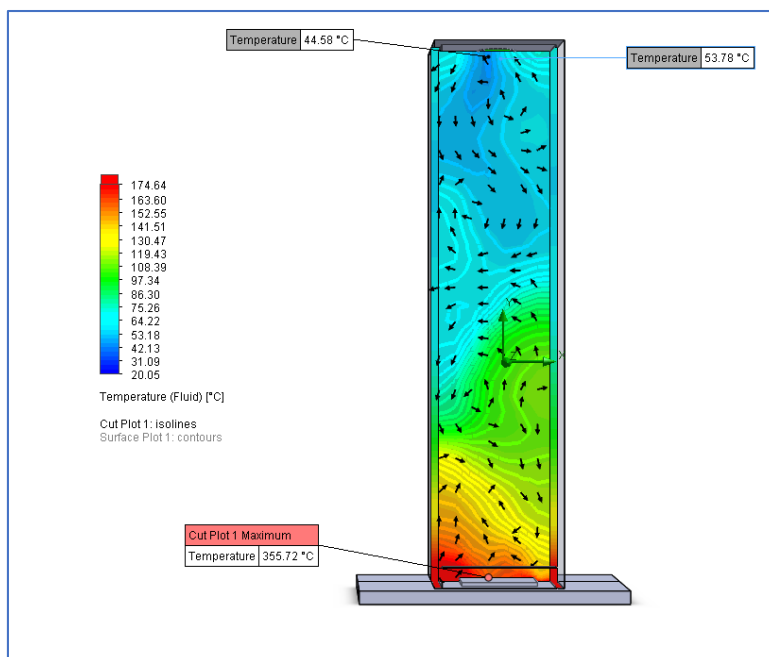 Temperature 44.58 °C
Temperature 53.78 °C
174.64
163.60
152.55
141.51
130.47
119.43
108.39
97.34
86.30
75.26
64.22
53.18
42.13
31.09
20.05
Temperature (Fluid) [°C]
Cut Plot 1: isolines
Surface Plot 1: contours
Y
Z
X
Cut Plot 1 Maximum
Temperature 355.72 °C